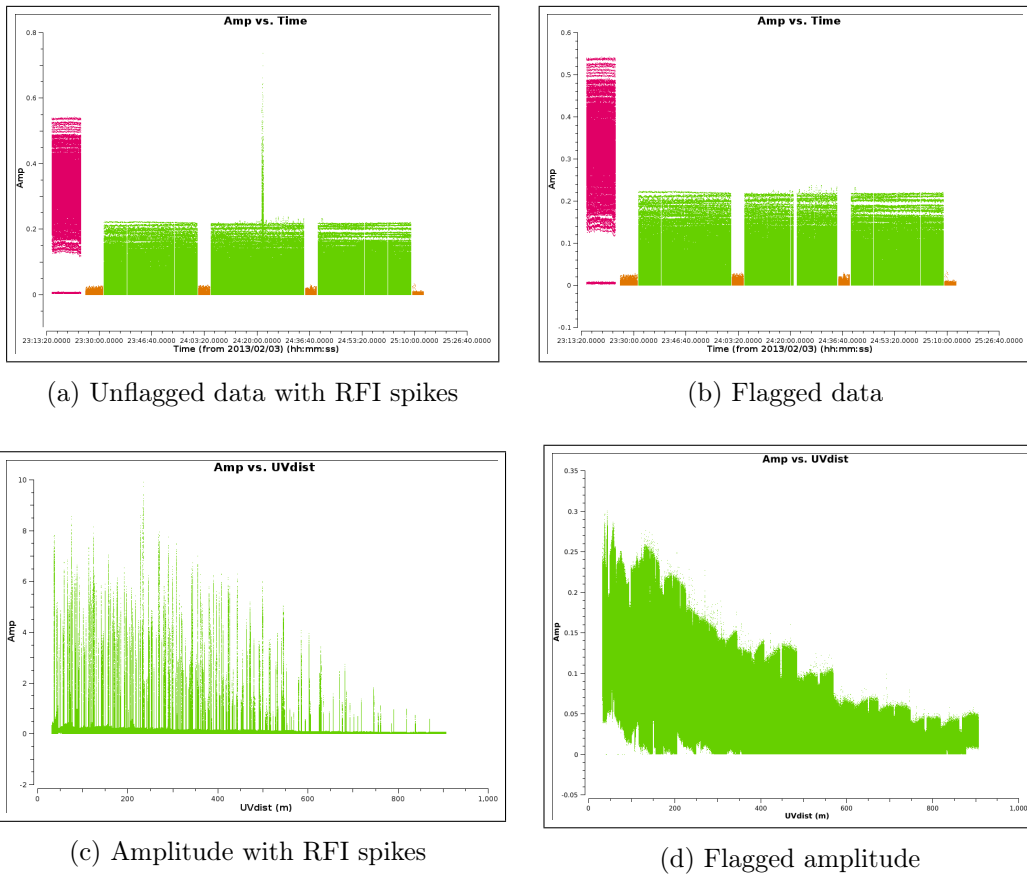 Amp vs. Time
0.8
0.6
0.4
0.2
0
Amp
23:13:20.0000 23:30:00.0000 23:46:40.0000 24:03:20.0000 24:20:00.0000 24:36:40.0000 24:53:20.0000 25:10:00.0000 25:26:40.0000
Time (from 2013/02/03) (hh:mm:ss)
(a) Unflagged data with RFI spikes
Amp vs. Time
0.6
0.5
0.4
0.3
0.2
0.1
0
-0.1
Amp
23:13:20.0000 23:30:00.0000 23:46:40.0000 24:03:20.0000 24:20:00.0000 24:36:40.0000 24:53:20.0000 25:10:00.0000 25:26:40.0000
Time (from 2013/02/03) (hh:mm:ss)
(b) Flagged data
Amp vs. UVdist
10
8
6
4
2
0
-2
Amp
0 200 400 600 800 1,000
UVdist (m)
(c) Amplitude with RFI spikes
Amp vs. UVdist
0.35
0.3
0.25
0.2
0.15
0.1
0.05
0
-0.05
Amp
0 200 400 600 800 1,000
UVdist (m)
(d) Flagged amplitude